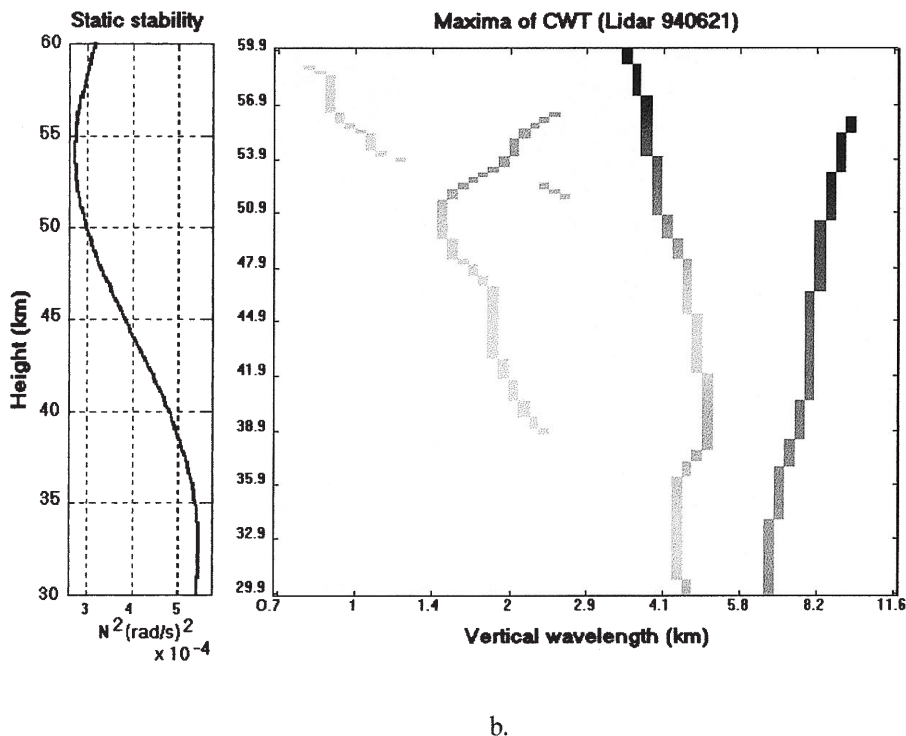 Static stability
60
55
50
45
40
35
30
Height (km)
3 4 5
N² (rad/s)²
x 10⁻⁴
Maxima of CWT (Lidar 940621)
59.9
56.9
53.9
50.9
47.9
44.9
41.9
38.9
35.9
32.9
29.9
0.7 1 1.4 2 2.9 4.1 5.8 8.2 11.6
Vertical wavelength (km)
b.